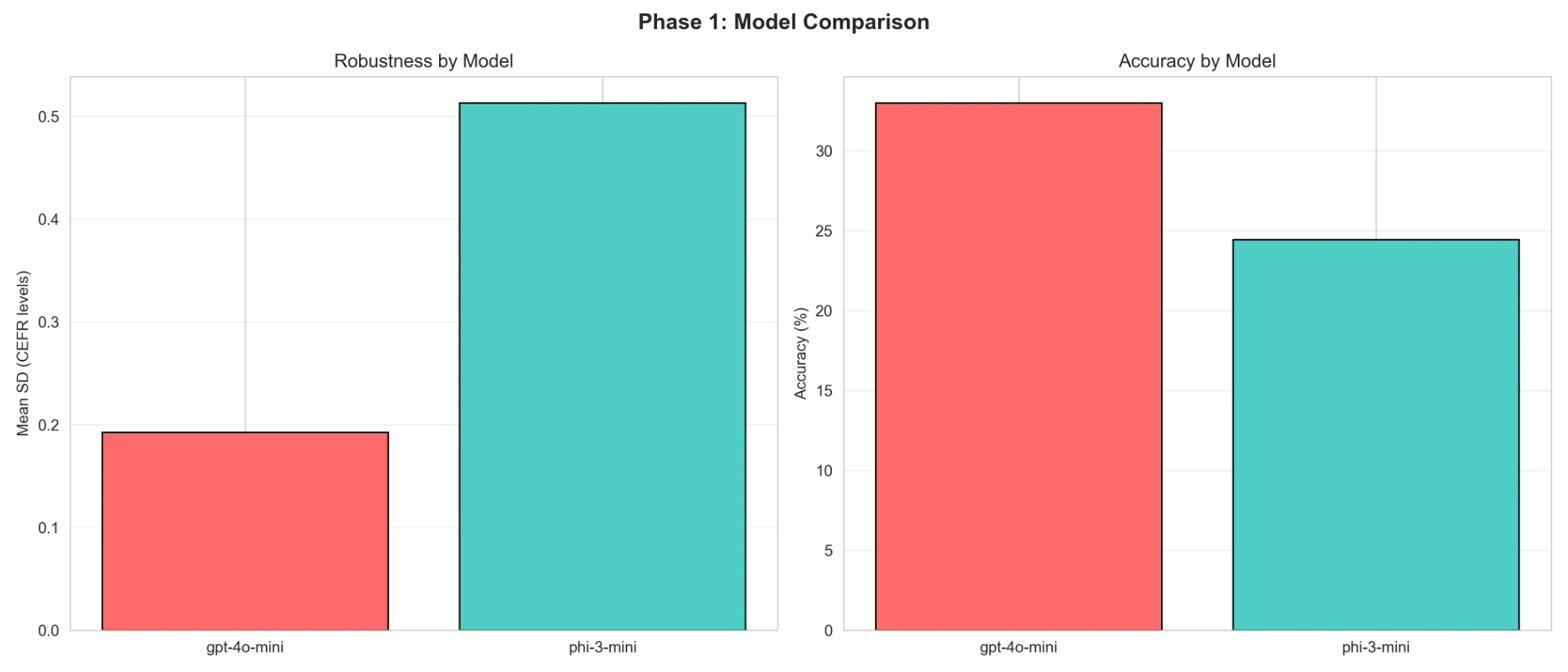 Phase 1: Model Comparison
Robustness by Model
Mean SD (CEFR levels)
0.5
0.4
0.3
0.2
0.1
0.0
gpt-4o-mini
phi-3-mini
Accuracy by Model
Accuracy (%)
30
25
20
15
10
5
0
gpt-4o-mini
phi-3-mini